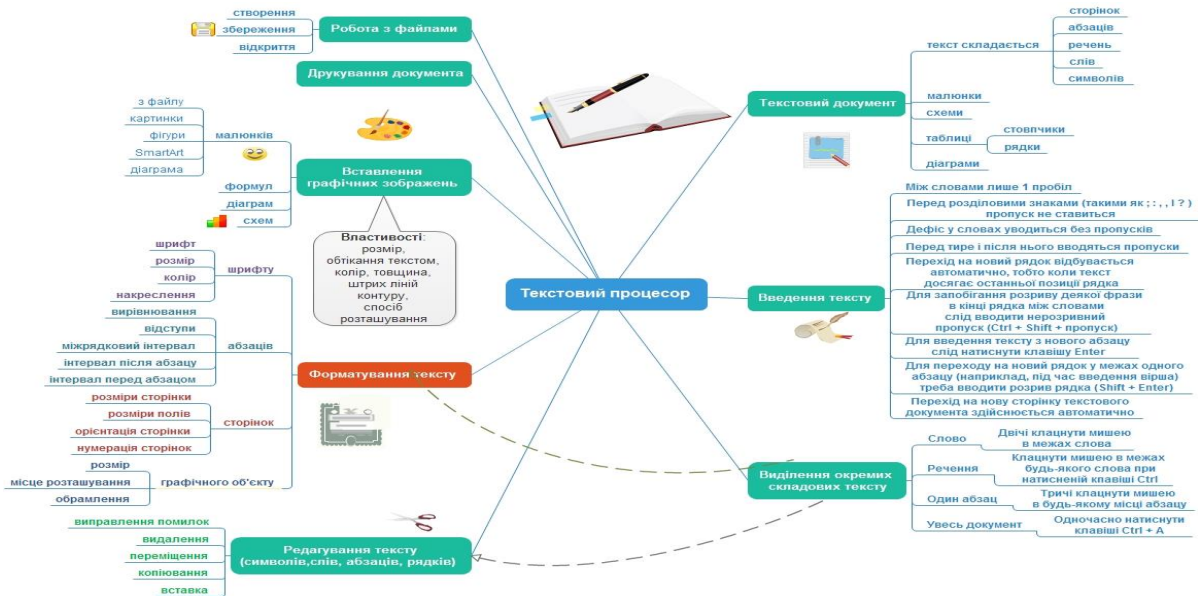 Текстовий процесор
Робота з файлами
створення
збереження
відкриття
Друкування документа
Вставлення
графічних зображень
малюнків
з файлу
картинки
фігури
SmartArt
діаграма
формул
діаграм
схем
Властивості:
розмір,
обтікання текстом,
колір, товщина,
штрих ліній
контуру,
спосіб
розташування
Форматування тексту
шрифту
шрифт
розмір
колір
накреслення
абзаців
вирівнювання
відступи
міжрядковий інтервал
інтервал після абзацу
інтервал перед абзацом
сторінок
розміри сторінки
розміри полів
орієнтація сторінки
нумерація сторінок
графічного об'єкту
розмір
місце розташування
обрамлення
Редагування тексту
(символів,слів, абзаців, рядків)
виправлення помилок
видалення
переміщення
копіювання
вставка
Текстовий документ
текст складається
сторінок
абзаців
речень
слів
символів
малюнки
схеми
таблиці
стовпчики
рядки
діаграми
Введення тексту
Між словами лише 1 пробіл
Перед розділовими знаками (такими як ; : , , ! ? )
пропуск не ставиться
Дефіс у словах уводиться без пропусків
Перед тире і після нього вводяться пропуски
Перехід на новий рядок відбувається
автоматично, тобто коли текст
досягає останньої позиції рядка
Для запобігання розриву деякої фрази
в кінці рядка між словами
слід вводити нерозривний
пропуск (Ctrl + Shift + пропуск)
Для введення тексту з нового абзацу
слід натиснути клавішу Enter
Для переходу на новий рядок у межах одного
абзацу (наприклад, під час введення вірша)
треба вводити розрив рядка (Shift + Enter)
Перехід на нову сторінку текстового
документа здійснюється автоматично
Виділення окремих
складових тексту
Слово
Двічі клацнути мишею
в межах слова
Речення
Клацнути мишею в межах
будь-якого слова при
натисненій клавіші Ctrl
Один абзац
Тричі клацнути мишею
в будь-якому місці абзацу
Увесь документ
Одночасно натиснути
клавіші Ctrl + A